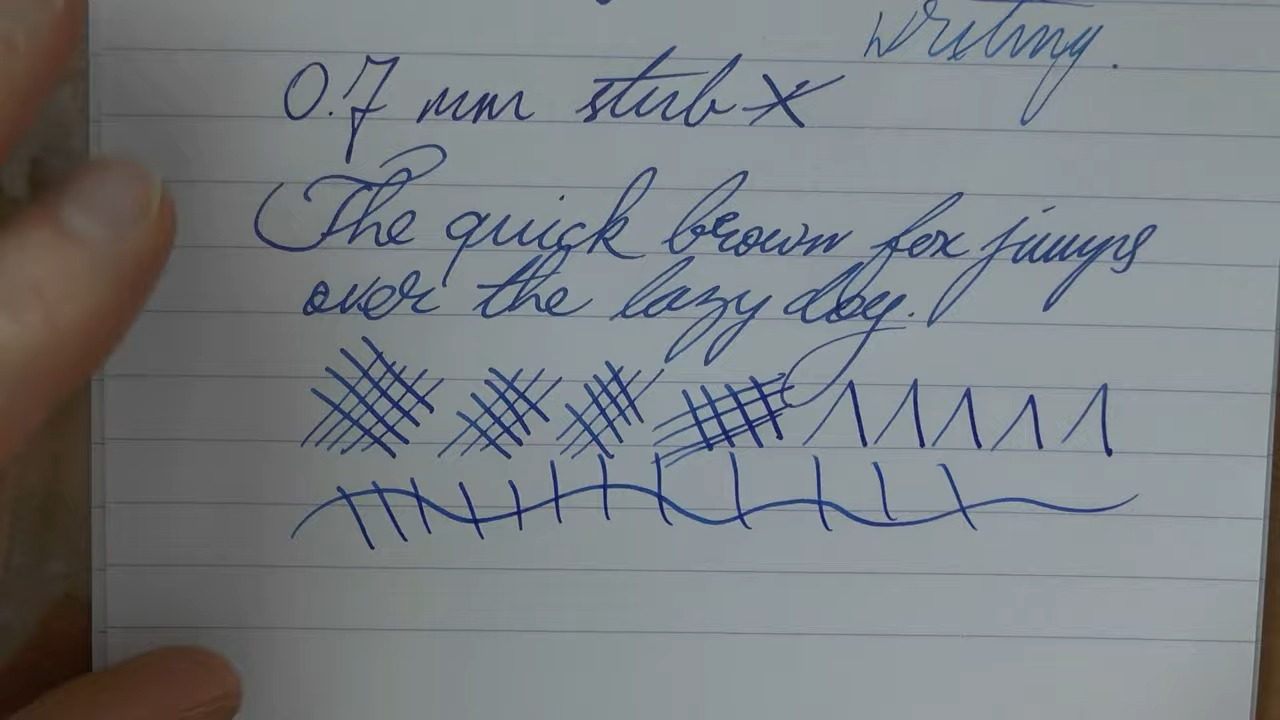 writing.
0.7 mm stub X
The quick brown fox jumps
over the lazy dog.